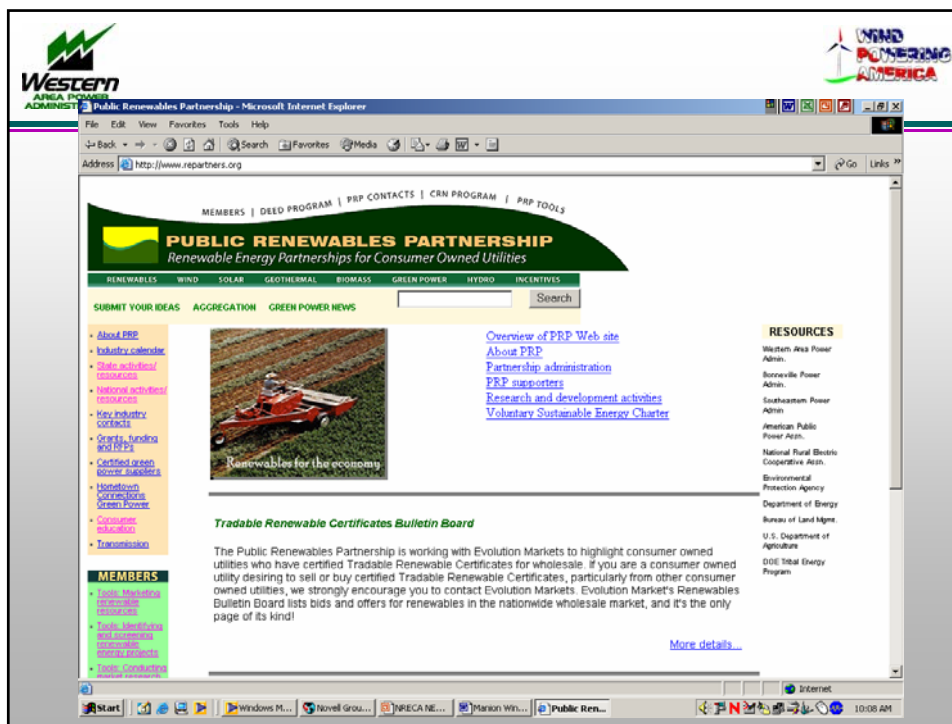 Western
AREA POWER
ADMINIST
WIND
POWERING
AMERICA
Public Renewables Partnership - Microsoft Internet Explorer
File Edit View Favorites Tools Help
Back Search Favorites Media
Address http://www.repartners.org Go Links »
MEMBERS | DEED PROGRAM | PRP CONTACTS | CRN PROGRAM | PRP TOOLS
PUBLIC RENEWABLES PARTNERSHIP
Renewable Energy Partnerships for Consumer Owned Utilities
RENEWABLES WIND SOLAR GEOTHERMAL BIOMASS GREEN POWER HYDRO INCENTIVES
SUBMIT YOUR IDEAS AGGREGATION GREEN POWER NEWS Search
• About PRP
• Industry calendar
• State activities/
resources
• National activities/
resources
• Key industry
contacts
• Grants, funding
and RFPs
• Certified green
power suppliers
• Hometown
Connections
Green Power
• Consumer
education
• Transmission
MEMBERS
• Tools: Marketing
renewable
resources
• Tools: Identifying
and screening
renewable
energy projects
• Tools: Conducting
market research
Renewables for the economy
Overview of PRP Web site
About PRP
Partnership administration
PRP supporters
Research and development activities
Voluntary Sustainable Energy Charter
RESOURCES
Western Area Power
Admin.
Bonneville Power
Admin.
Southeastern Power
Admin
American Public
Power Assn.
National Rural Electric
Cooperative Assn.
Environmental
Protection Agency
Department of Energy
Bureau of Land Mgmt.
U.S. Department of
Agriculture
DOE Tribal Energy
Program
Tradable Renewable Certificates Bulletin Board
The Public Renewables Partnership is working with Evolution Markets to highlight consumer owned
utilities who have certified Tradable Renewable Certificates for wholesale. If you are a consumer owned
utility desiring to sell or buy certified Tradable Renewable Certificates, particularly from other consumer
owned utilities, we strongly encourage you to contact Evolution Markets. Evolution Market's Renewables
Bulletin Board lists bids and offers for renewables in the nationwide wholesale market, and it's the only
page of its kind!
More details...
Internet
Start Windows M... Novell Grou... NRECA NE... Manion Win... Public Ren... 10:08 AM